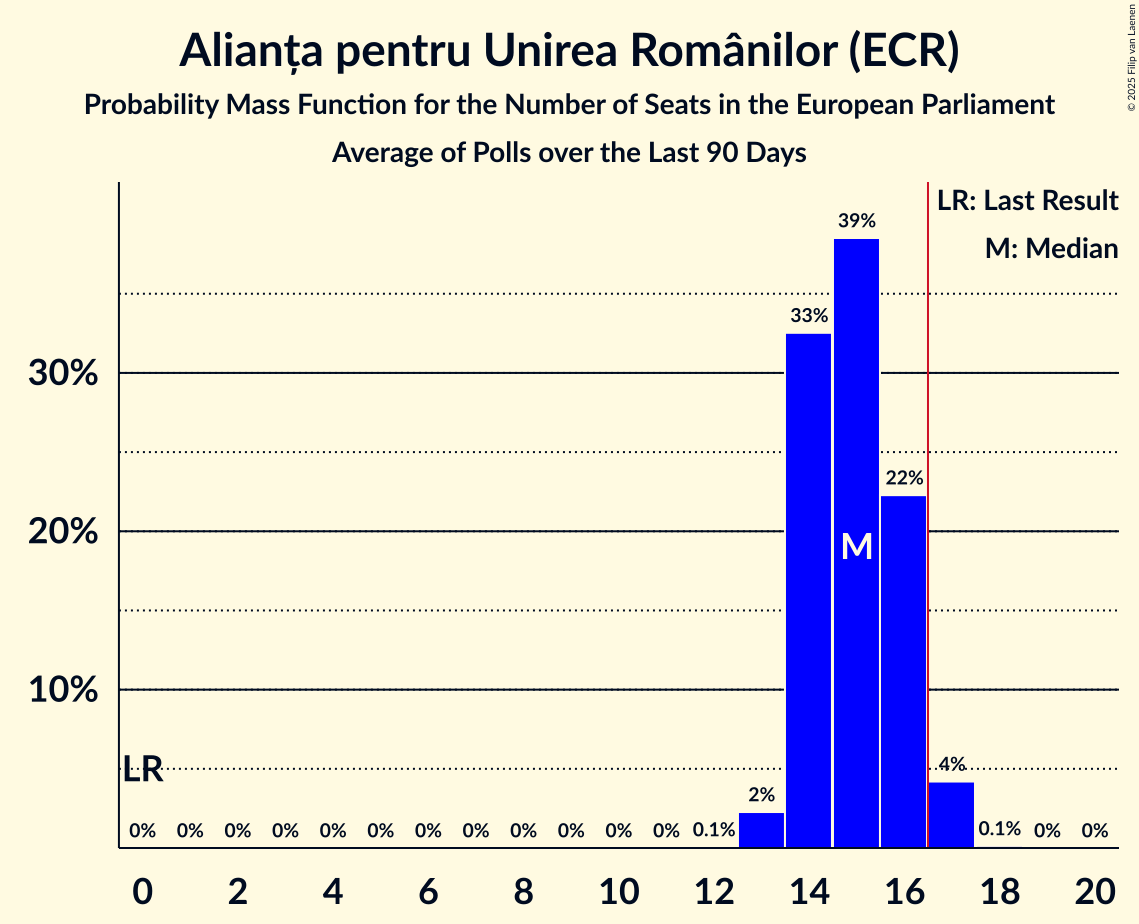 Alianța pentru Unirea Românilor (ECR)
Probability Mass Function for the Number of Seats in the European Parliament
Average of Polls over the Last 90 Days
© 2025 Filip van Laenen
LR: Last Result
M: Median
39%
33%
30%
22%
20%
M
10%
LR
4%
2%
0% 0% 0% 0% 0% 0% 0% 0% 0% 0% 0% 0% 0.1% 0.1% 0% 0%
0 2 4 6 8 10 12 14 16 18 20